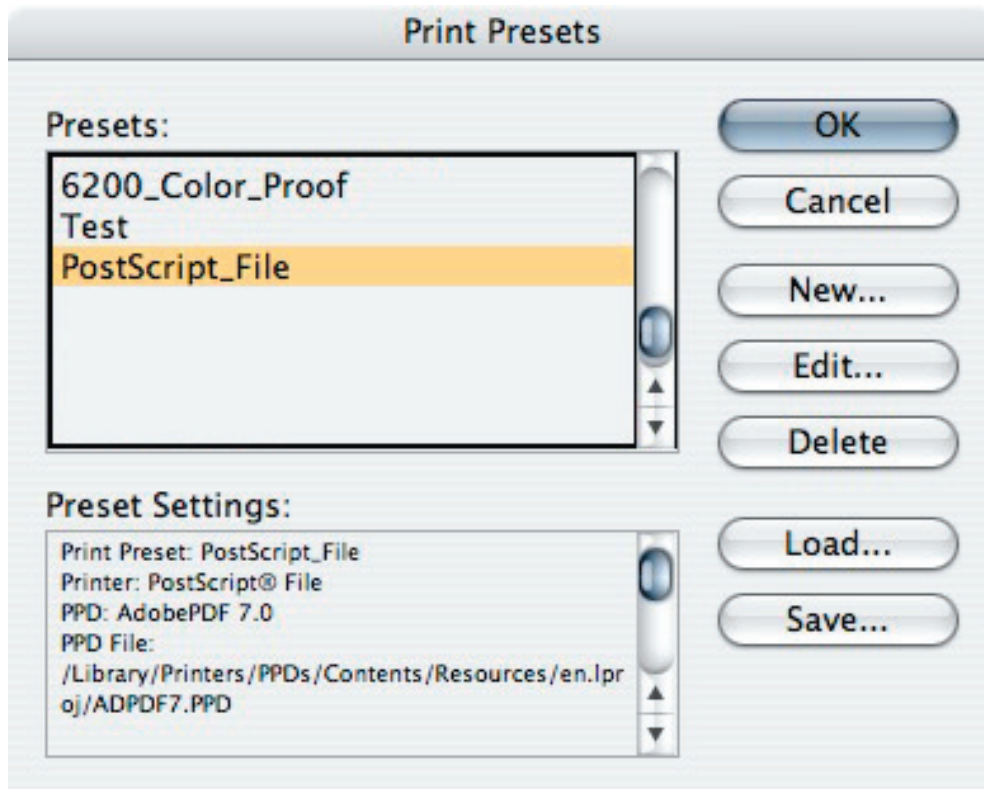 Print Presets
Presets:
6200_Color_Proof
Test
PostScript_File
OK
Cancel
New...
Edit...
Delete
Preset Settings:
Print Preset: PostScript_File
Printer: PostScript® File
PPD: AdobePDF 7.0
PPD File:
/Library/Printers/PPDs/Contents/Resources/en.lpr
oj/ADPDF7.PPD
Load...
Save...